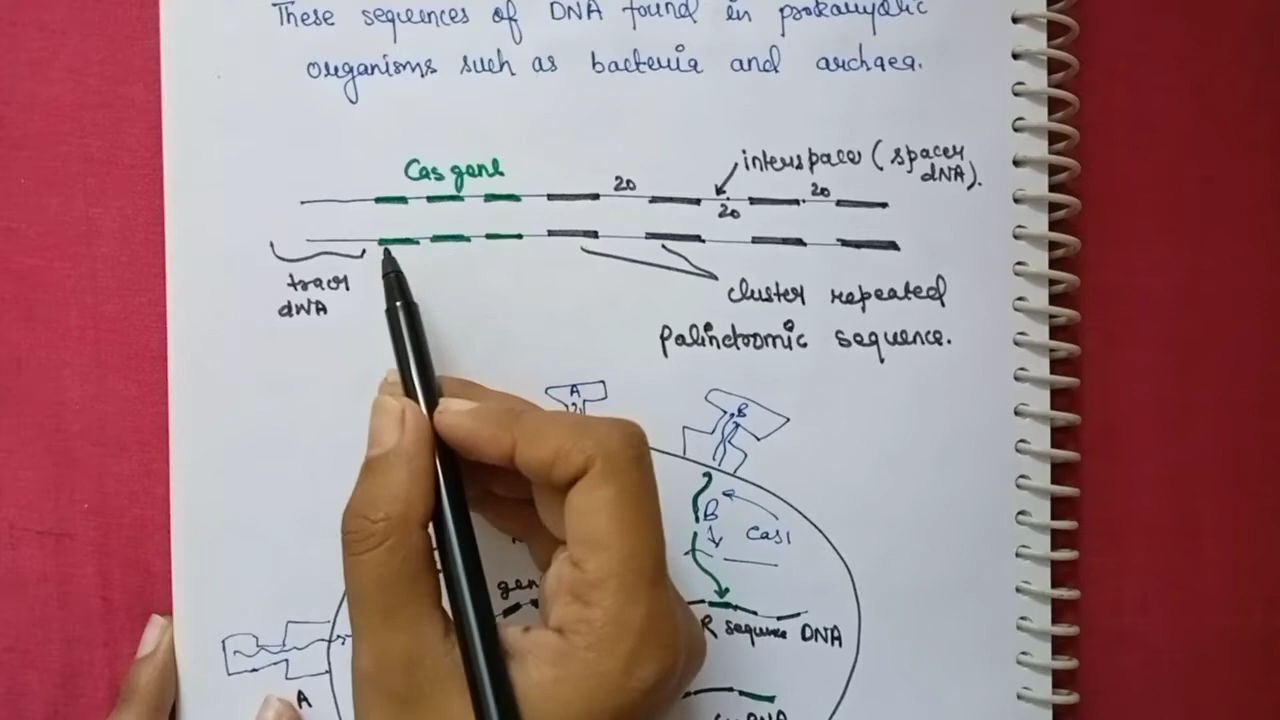 These sequences of DNA found in prokaryotic
organisms such as bacteria and archaea.
Cas gene
interspace (spacer
DNA).
20
20
20
tracr
DNA
cluster repeated
Palindromic sequence.
A
B
B
Cas1
gen
R sequence DNA
A